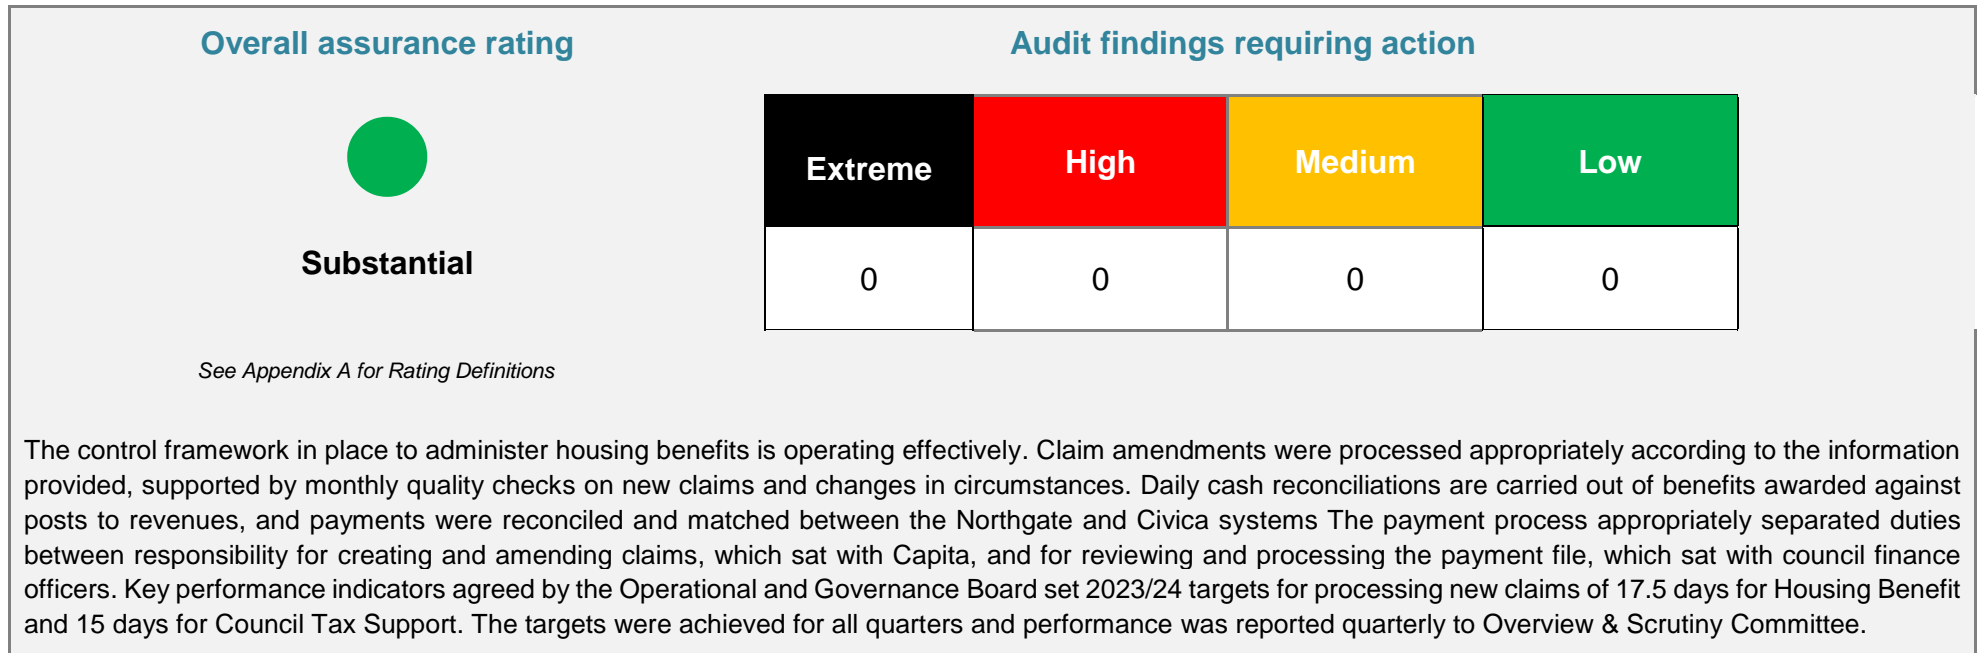 Overall assurance rating
Audit findings requiring action
Extreme
High
Medium
Low
Substantial
0
0
0
0
See Appendix A for Rating Definitions
The control framework in place to administer housing benefits is operating effectively. Claim amendments were processed appropriately according to the information
provided, supported by monthly quality checks on new claims and changes in circumstances. Daily cash reconciliations are carried out of benefits awarded against
posts to revenues, and payments were reconciled and matched between the Northgate and Civica systems The payment process appropriately separated duties
between responsibility for creating and amending claims, which sat with Capita, and for reviewing and processing the payment file, which sat with council finance
officers. Key performance indicators agreed by the Operational and Governance Board set 2023/24 targets for processing new claims of 17.5 days for Housing Benefit
and 15 days for Council Tax Support. The targets were achieved for all quarters and performance was reported quarterly to Overview & Scrutiny Committee.